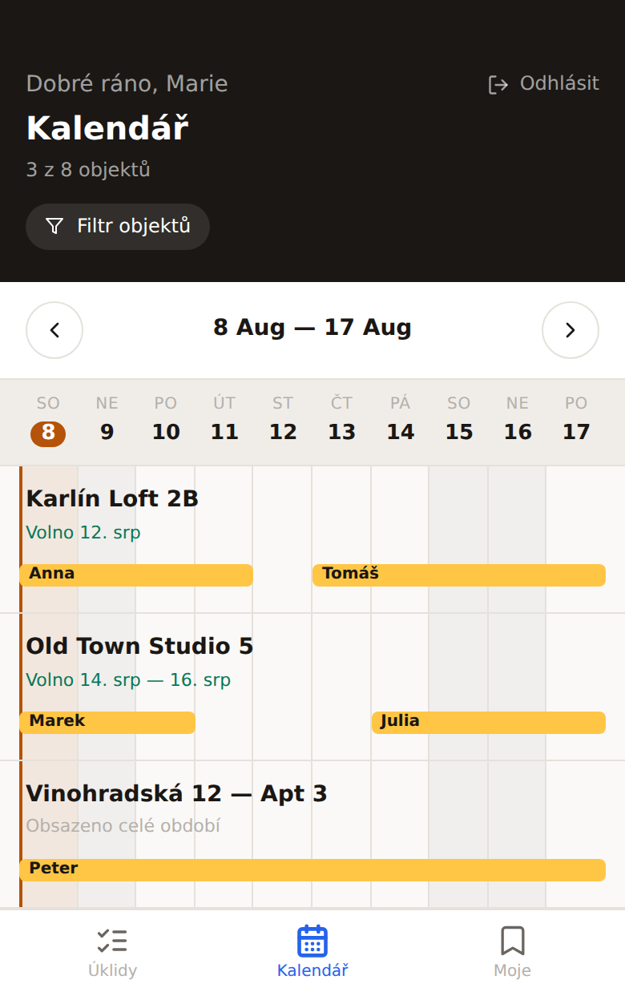 Dobré ráno, Marie
Odhlásit
Kalendář
3 z 8 objektů
Filtr objektů
8 Aug — 17 Aug
SO NE PO ÚT ST ČT PÁ SO NE PO
8 9 10 11 12 13 14 15 16 17
Karlín Loft 2B
Volno 12. srp
Anna Tomáš
Old Town Studio 5
Volno 14. srp — 16. srp
Marek Julia
Vinohradská 12 — Apt 3
Obsazeno celé období
Peter
Úklidy Kalendář Moje